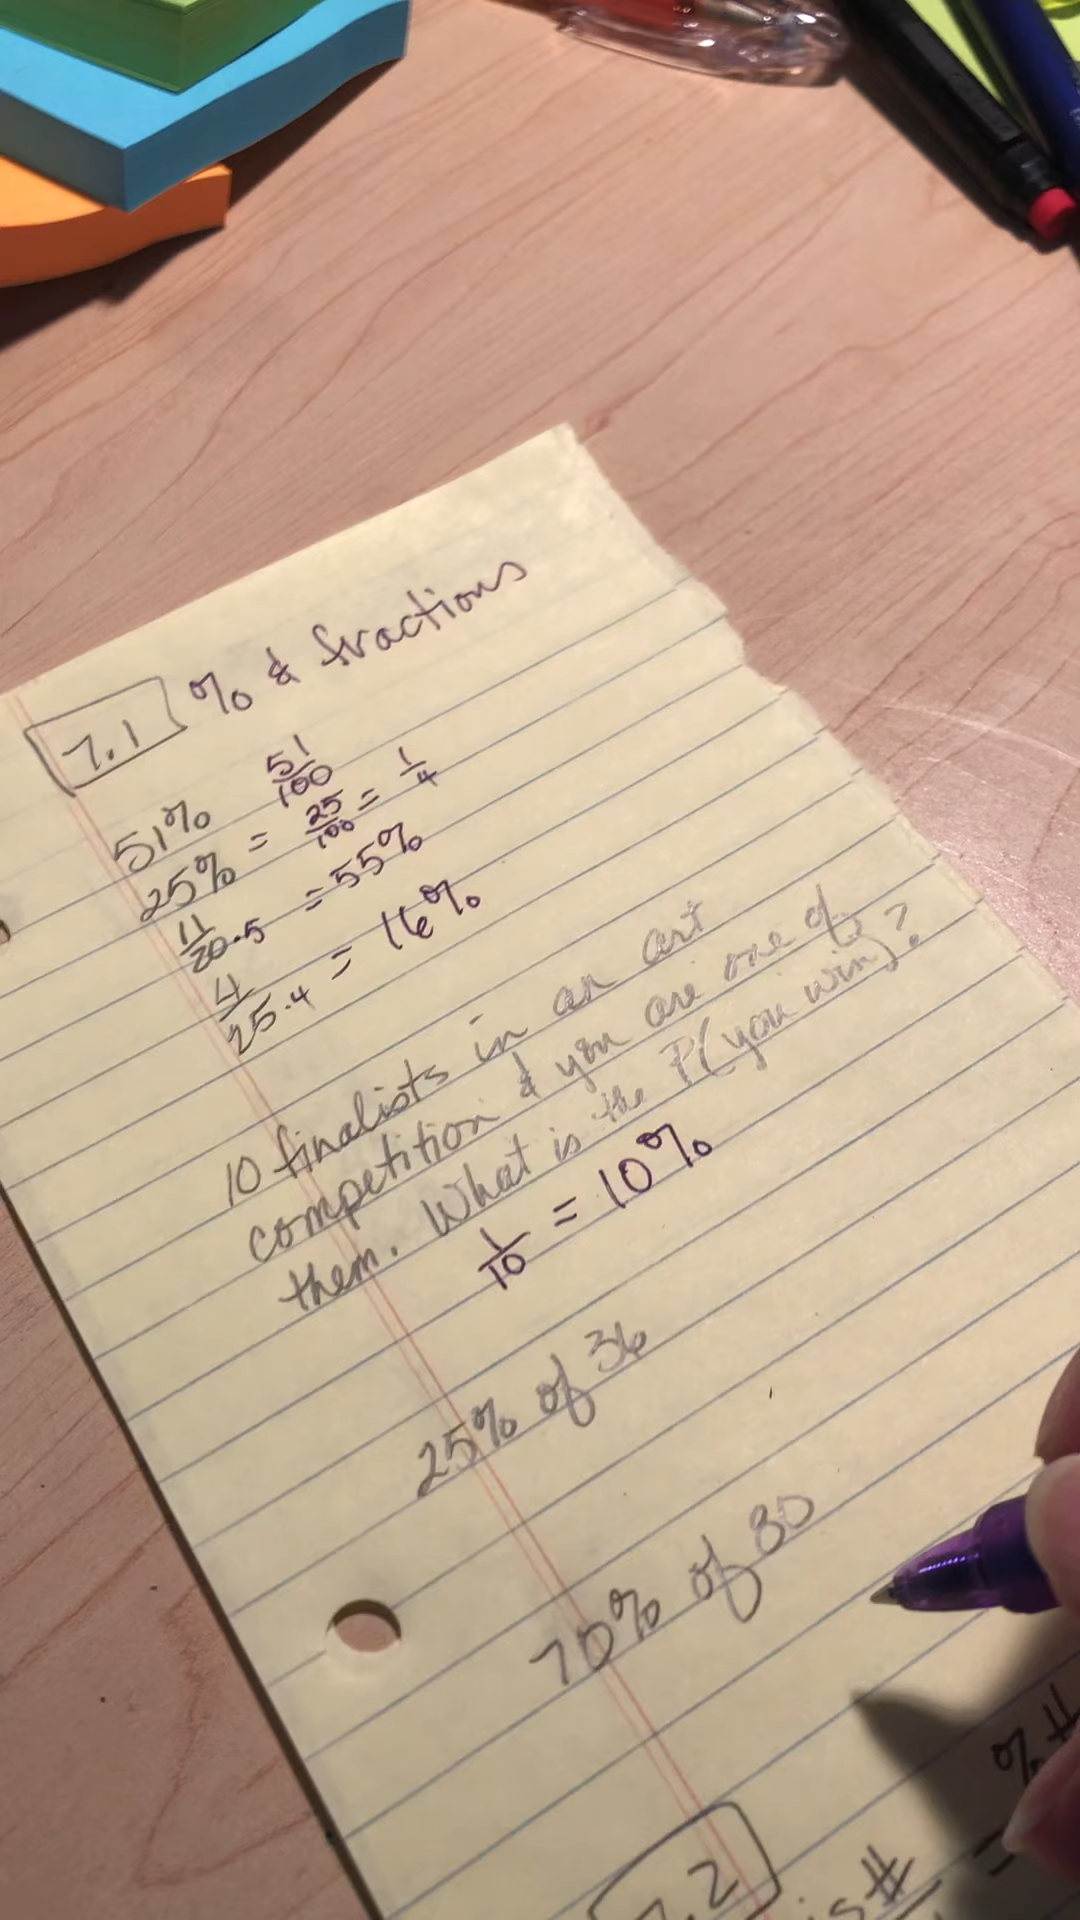 7.1 % & fractions
51% 51/100
25% = 25/100 = 1/4
11/20·5 = 55%
4/25·4 = 16%
10 finalists in an art
competition & you are one of
them. What is the P(you win)?
1/10 = 10%
25% of 36
70% of 80
7.2 is# = %#